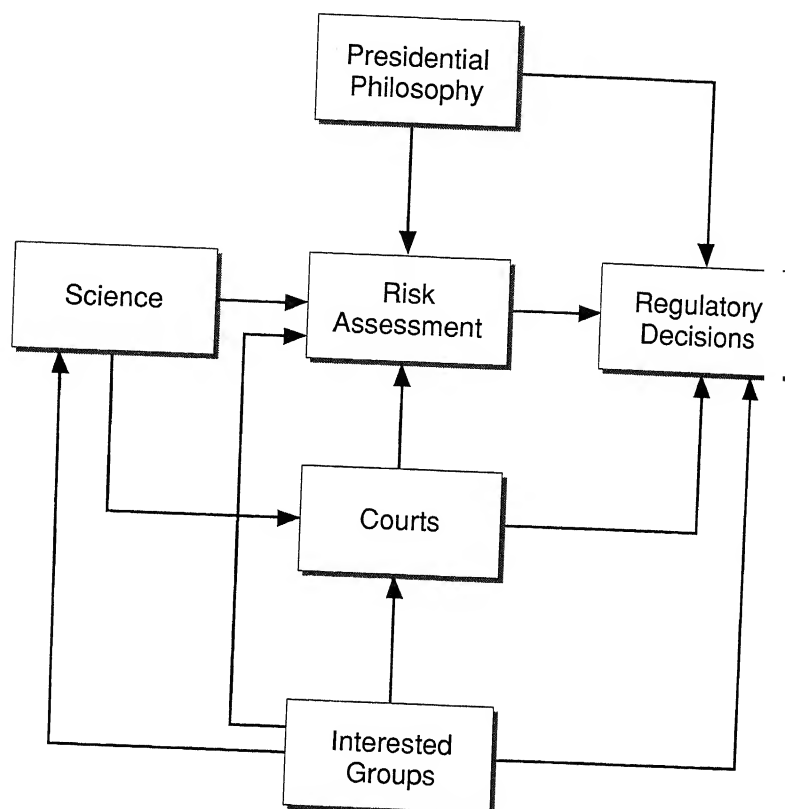 Presidential
Philosophy
Science
Risk
Assessment
Regulatory
Decisions
Courts
Interested
Groups